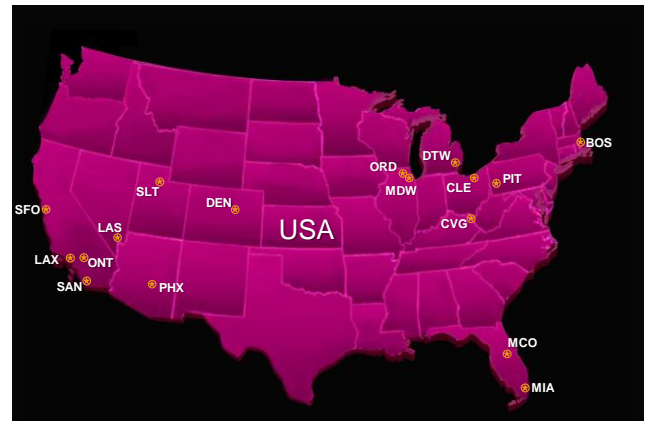 BOS
DTW
ORD
CLE
PIT
MDW
SLT
DEN
SFO
CVG
LAS
USA
LAX
ONT
SAN
PHX
MCO
MIA